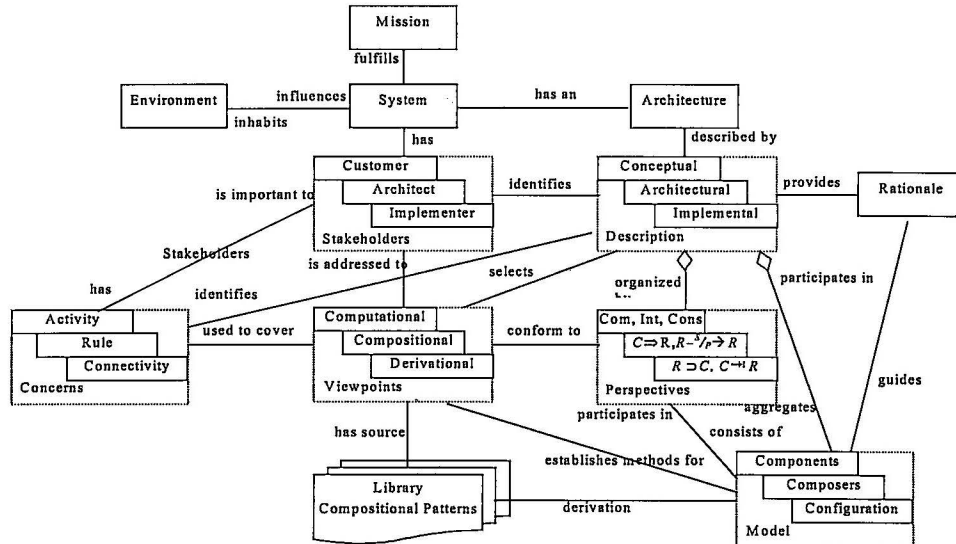 Mission
fulfills
Environment
influences
inhabits
System
has an
Architecture
has
described by
Customer
Architect
Implementer
Stakeholders
is important to
identifies
Conceptual
Architectural
Implemental
Description
provides
Rationale
Stakeholders
is addressed to
selects
organized
participates in
has
identifies
Activity
Rule
Connectivity
Concerns
used to cover
Computational
Compositional
Derivational
Viewpoints
conform to
Com, Int, Cons
C⇒R, R–S/P→R
R⊃C, C→R
Perspectives
guides
participates in
aggregates
consists of
has source
establishes methods for
Library
Compositional Patterns
derivation
Components
Composers
Configuration
Model